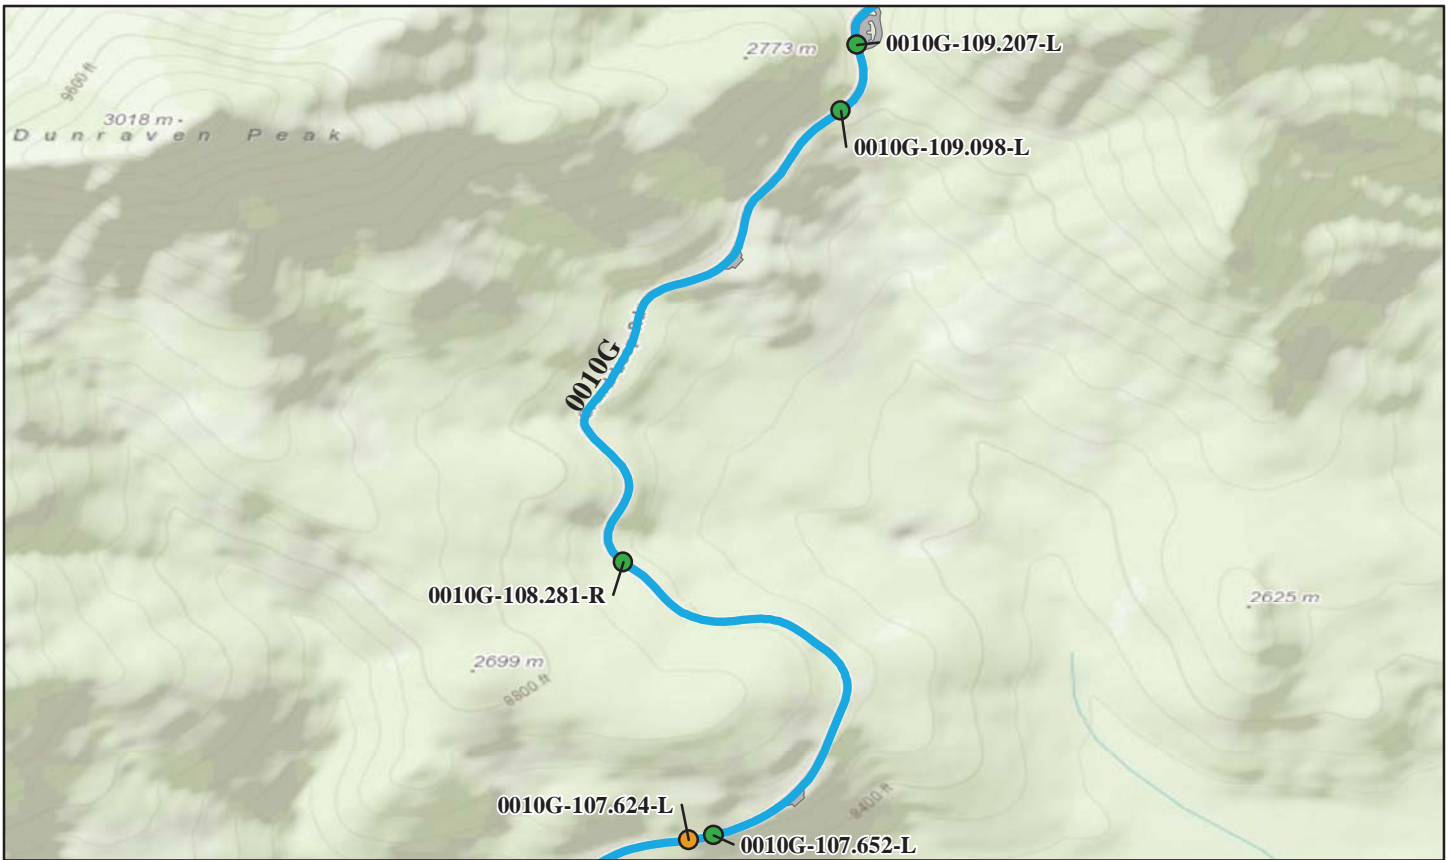 0010G-109.207-L
2773 m
9600 ft
3018 m
Dunraven Peak
0010G-109.098-L
0010G
0010G-108.281-R
2625 m
2699 m
8800 ft
8400 ft
0010G-107.624-L
0010G-107.652-L